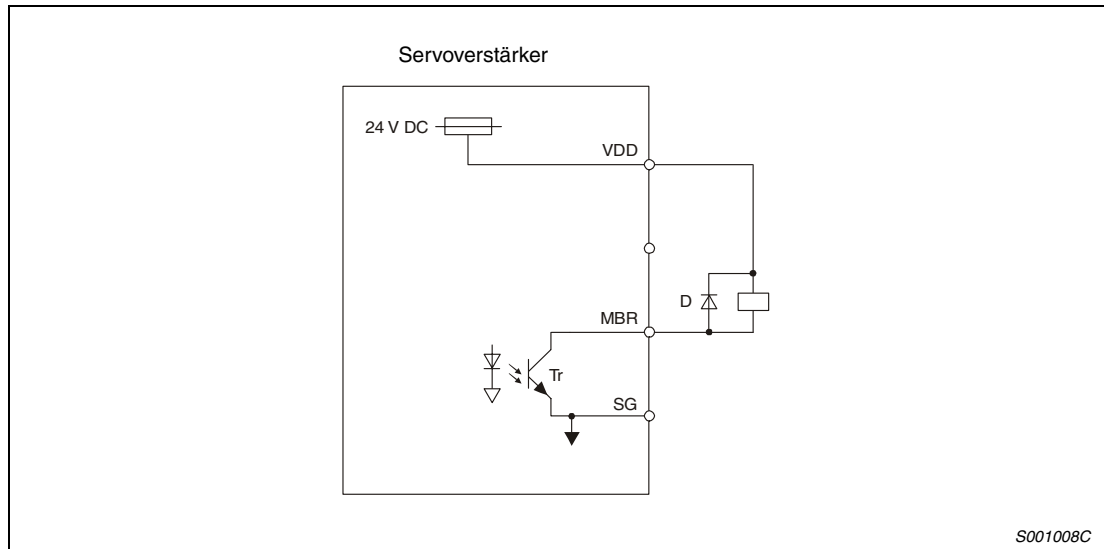 Servoverstärker
24 V DC
VDD
D
MBR
Tr
SG
S001008C